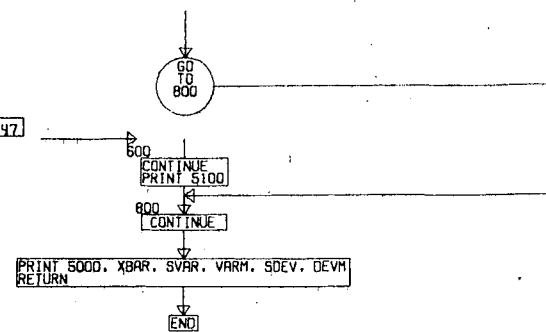 GO
TO
800
47
600
CONTINUE
PRINT 5100
800
CONTINUE
PRINT 5000, XBAR, SVAR, VARM, SDEV, DEVM
RETURN
END